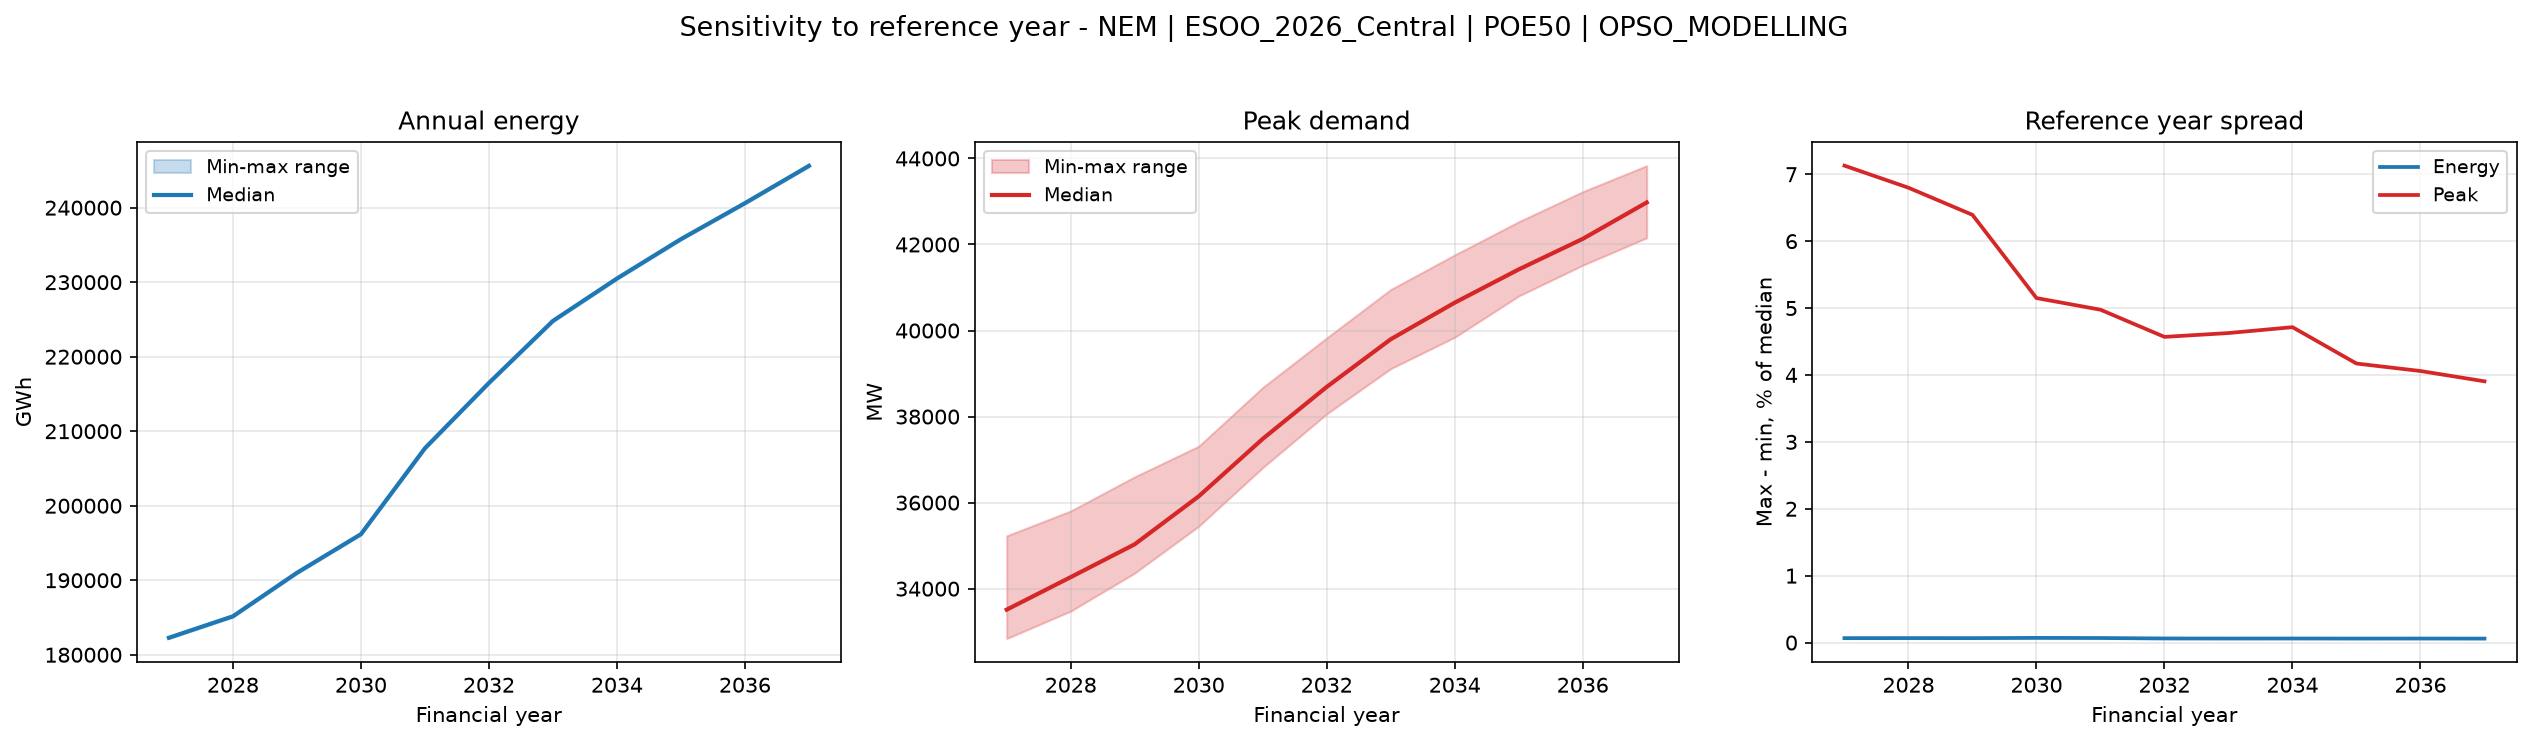 Sensitivity to reference year - NEM | ESOO_2026_Central | POE50 | OPSO_MODELLING
Annual energy
Min-max range
Median
240000
230000
220000
210000
200000
190000
180000
GWh
2028 2030 2032 2034 2036
Financial year
Peak demand
Min-max range
Median
44000
42000
40000
38000
36000
34000
MW
2028 2030 2032 2034 2036
Financial year
Reference year spread
Energy
Peak
7
6
5
4
3
2
1
0
Max - min, % of median
2028 2030 2032 2034 2036
Financial year